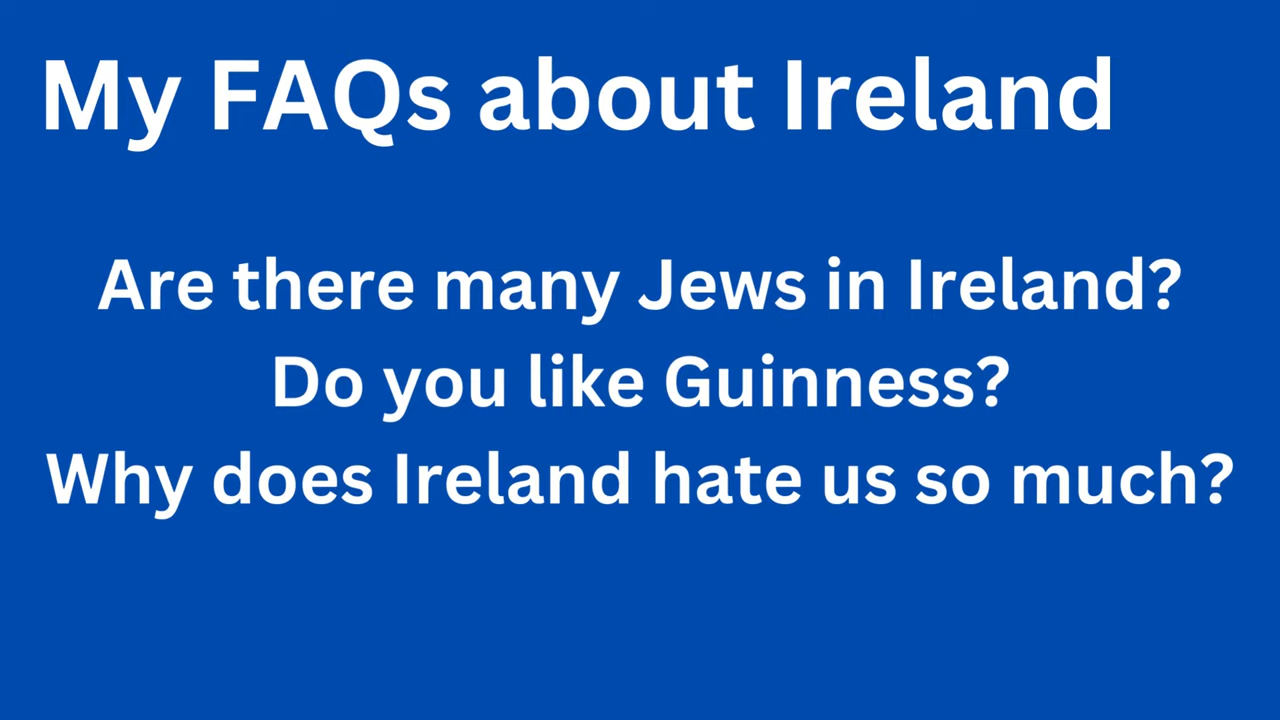 My FAQs about Ireland
Are there many Jews in Ireland?
Do you like Guinness?
Why does Ireland hate us so much?